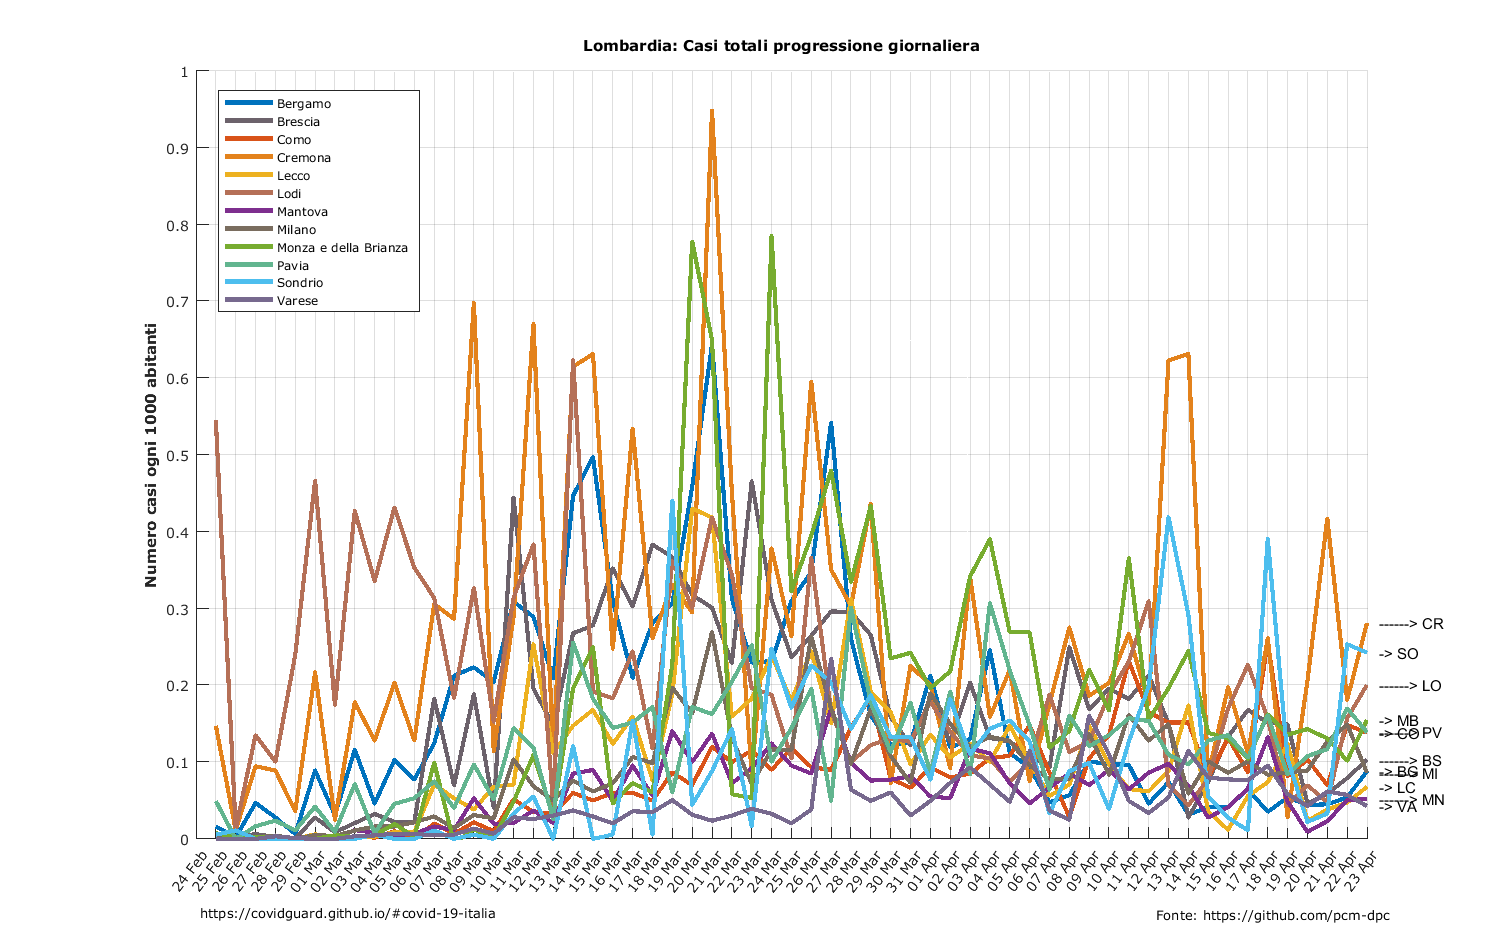 Lombardia: Casi totali progressione giornaliera
1
0.9
0.8
0.7
0.6
0.5
0.4
0.3
0.2
0.1
0
Numero casi ogni 1000 abitanti
Bergamo
Brescia
Como
Cremona
Lecco
Lodi
Mantova
Milano
Monza e della Brianza
Pavia
Sondrio
Varese
------> CR
-> SO
------> LO
-> MB
-> CO
------> PV
------> BS
-> BG
------> MI
-> LC
------> MN
-> VA
24 Feb
25 Feb
26 Feb
27 Feb
28 Feb
29 Feb
01 Mar
02 Mar
03 Mar
04 Mar
05 Mar
06 Mar
07 Mar
08 Mar
09 Mar
10 Mar
11 Mar
12 Mar
13 Mar
14 Mar
15 Mar
16 Mar
17 Mar
18 Mar
19 Mar
20 Mar
21 Mar
22 Mar
23 Mar
24 Mar
25 Mar
26 Mar
27 Mar
28 Mar
29 Mar
30 Mar
31 Mar
01 Apr
02 Apr
03 Apr
04 Apr
05 Apr
06 Apr
07 Apr
08 Apr
09 Apr
10 Apr
11 Apr
12 Apr
13 Apr
14 Apr
15 Apr
16 Apr
17 Apr
18 Apr
19 Apr
20 Apr
21 Apr
22 Apr
23 Apr
https://covidguard.github.io/#covid-19-italia
Fonte: https://github.com/pcm-dpc